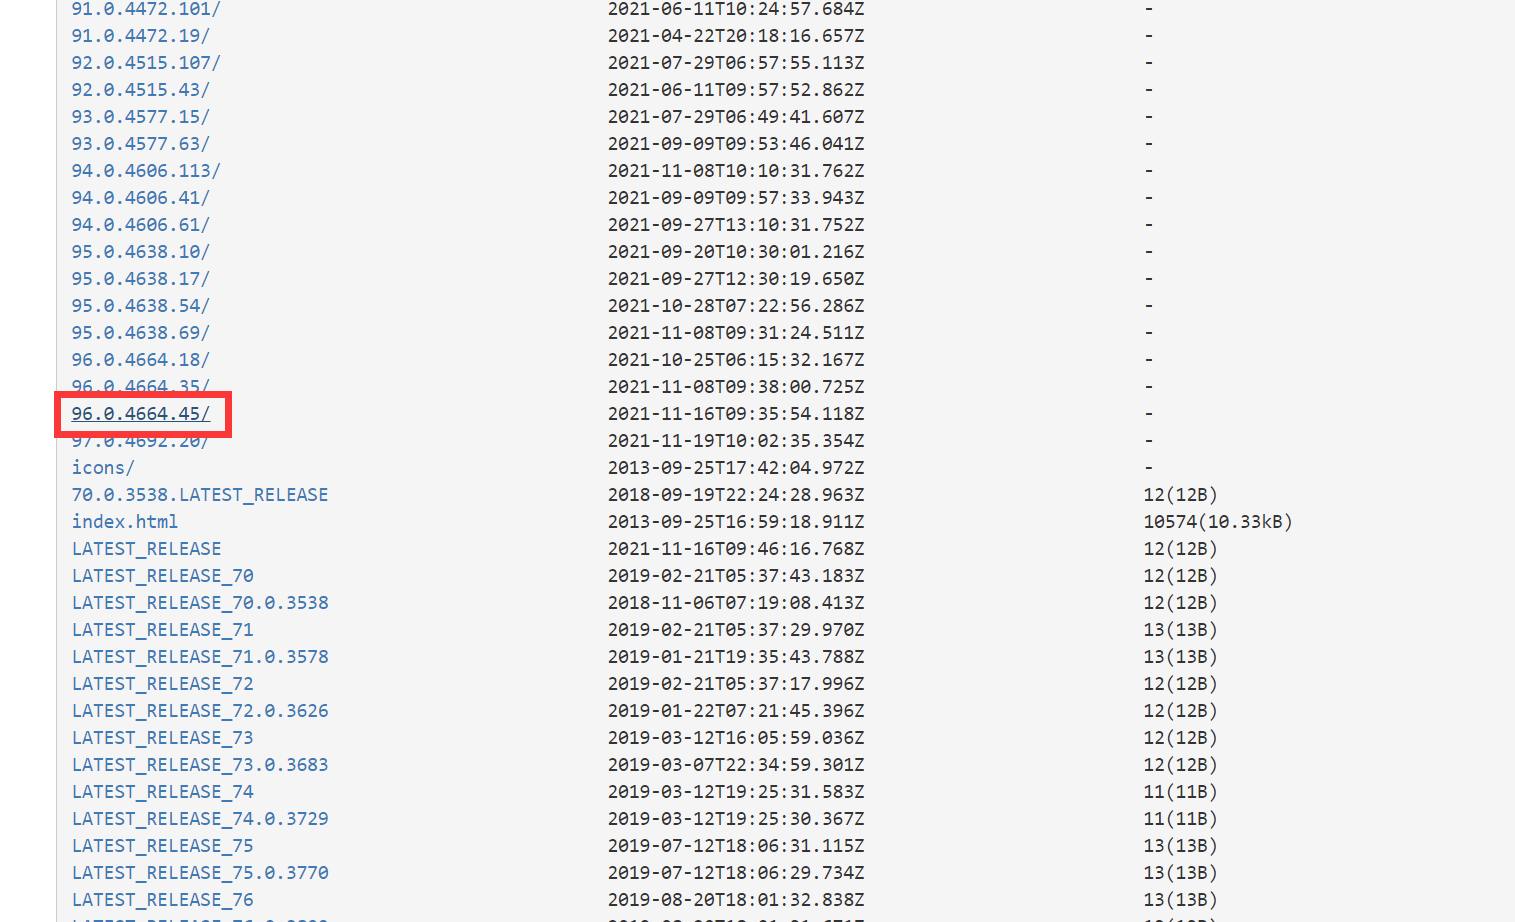 91.0.4472.101/ 2021-06-11T10:24:57.684Z -
91.0.4472.19/ 2021-04-22T20:18:16.657Z -
92.0.4515.107/ 2021-07-29T06:57:55.113Z -
92.0.4515.43/ 2021-06-11T09:57:52.862Z -
93.0.4577.15/ 2021-07-29T06:49:41.607Z -
93.0.4577.63/ 2021-09-09T09:53:46.041Z -
94.0.4606.113/ 2021-11-08T10:10:31.762Z -
94.0.4606.41/ 2021-09-09T09:57:33.943Z -
94.0.4606.61/ 2021-09-27T13:10:31.752Z -
95.0.4638.10/ 2021-09-20T10:30:01.216Z -
95.0.4638.17/ 2021-09-27T12:30:19.650Z -
95.0.4638.54/ 2021-10-28T07:22:56.286Z -
95.0.4638.69/ 2021-11-08T09:31:24.511Z -
96.0.4664.18/ 2021-10-25T06:15:32.167Z -
96.0.4664.35/ 2021-11-08T09:38:00.725Z -
96.0.4664.45/ 2021-11-16T09:35:54.118Z -
97.0.4692.20/ 2021-11-19T10:02:35.354Z -
icons/ 2013-09-25T17:42:04.972Z -
70.0.3538.LATEST_RELEASE 2018-09-19T22:24:28.963Z 12(12B)
index.html 2013-09-25T16:59:18.911Z 10574(10.33kB)
LATEST_RELEASE 2021-11-16T09:46:16.768Z 12(12B)
LATEST_RELEASE_70 2019-02-21T05:37:43.183Z 12(12B)
LATEST_RELEASE_70.0.3538 2018-11-06T07:19:08.413Z 12(12B)
LATEST_RELEASE_71 2019-02-21T05:37:29.970Z 13(13B)
LATEST_RELEASE_71.0.3578 2019-01-21T19:35:43.788Z 13(13B)
LATEST_RELEASE_72 2019-02-21T05:37:17.996Z 12(12B)
LATEST_RELEASE_72.0.3626 2019-01-22T07:21:45.396Z 12(12B)
LATEST_RELEASE_73 2019-03-12T16:05:59.036Z 12(12B)
LATEST_RELEASE_73.0.3683 2019-03-07T22:34:59.301Z 12(12B)
LATEST_RELEASE_74 2019-03-12T19:25:31.583Z 11(11B)
LATEST_RELEASE_74.0.3729 2019-03-12T19:25:30.367Z 11(11B)
LATEST_RELEASE_75 2019-07-12T18:06:31.115Z 13(13B)
LATEST_RELEASE_75.0.3770 2019-07-12T18:06:29.734Z 13(13B)
LATEST_RELEASE_76 2019-08-20T18:01:32.838Z 13(13B)